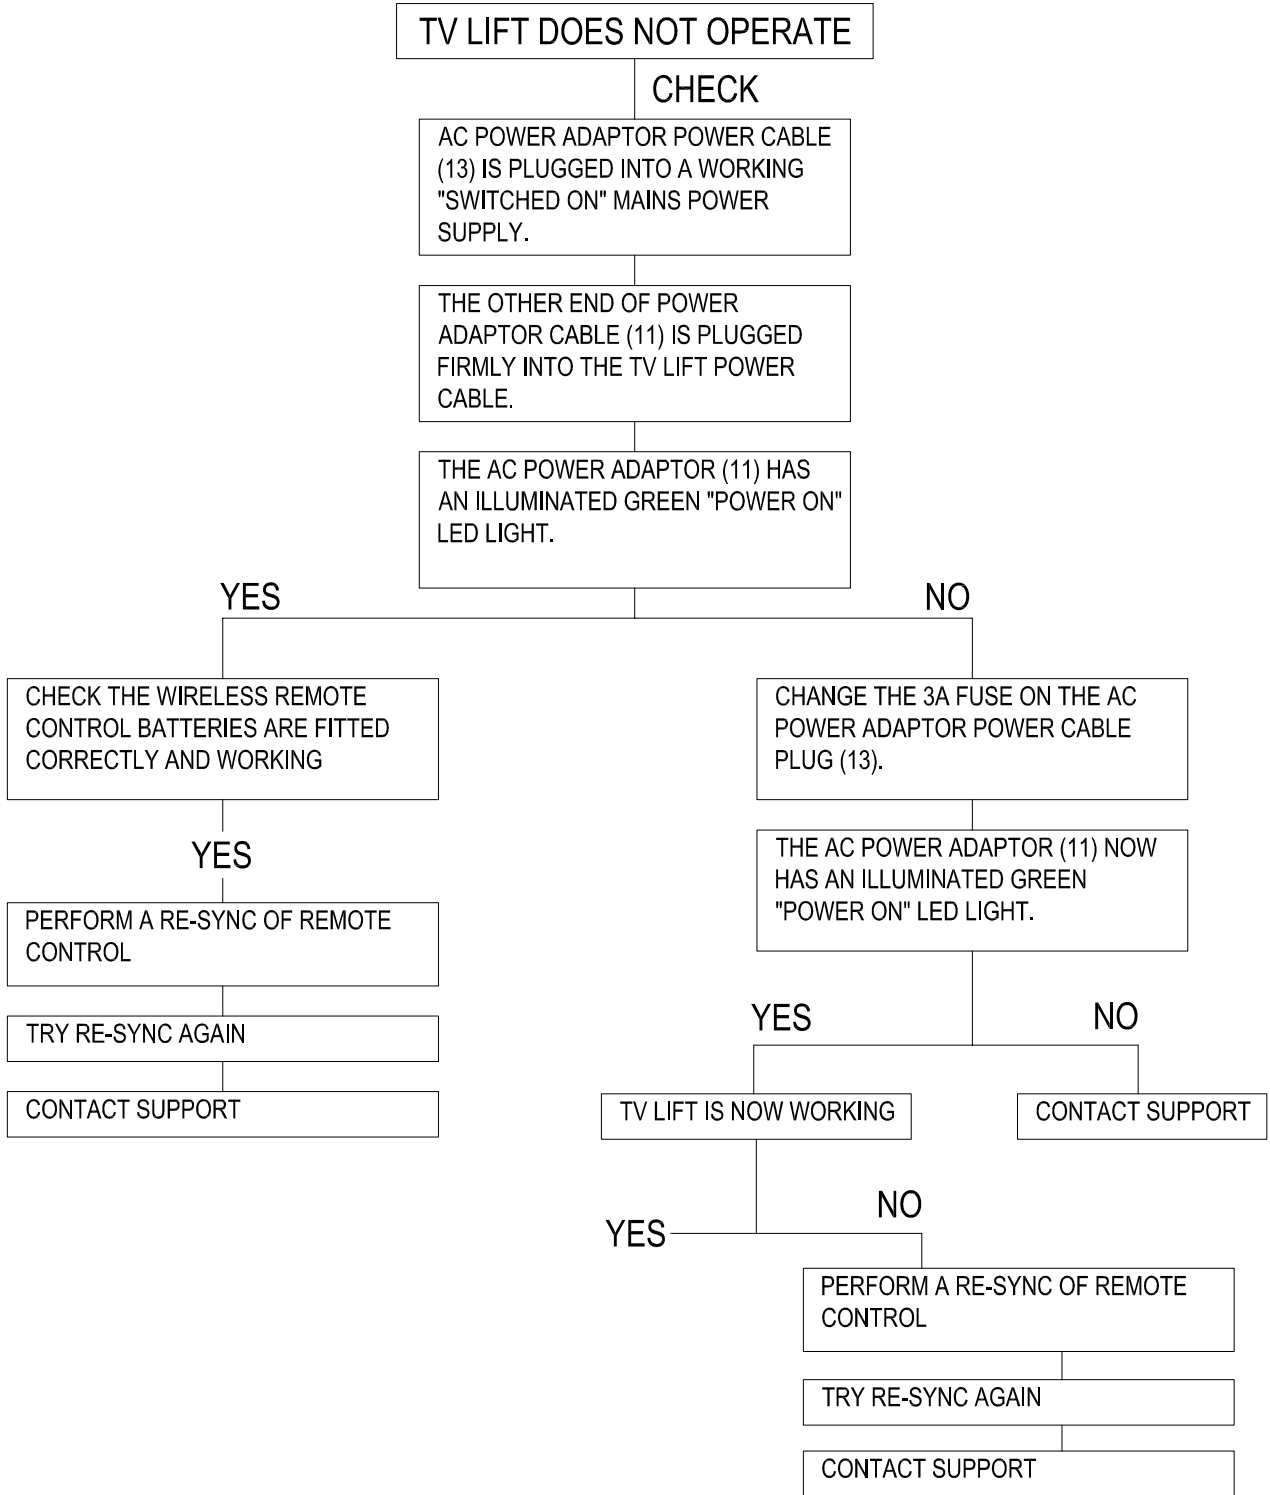 TV LIFT DOES NOT OPERATE
CHECK
AC POWER ADAPTOR POWER CABLE
(13) IS PLUGGED INTO A WORKING
"SWITCHED ON" MAINS POWER
SUPPLY.
THE OTHER END OF POWER
ADAPTOR CABLE (11) IS PLUGGED
FIRMLY INTO THE TV LIFT POWER
CABLE.
THE AC POWER ADAPTOR (11) HAS
AN ILLUMINATED GREEN "POWER ON"
LED LIGHT.
YES
NO
CHECK THE WIRELESS REMOTE
CONTROL BATTERIES ARE FITTED
CORRECTLY AND WORKING
YES
PERFORM A RE-SYNC OF REMOTE
CONTROL
TRY RE-SYNC AGAIN
CONTACT SUPPORT
CHANGE THE 3A FUSE ON THE AC
POWER ADAPTOR POWER CABLE
PLUG (13).
THE AC POWER ADAPTOR (11) NOW
HAS AN ILLUMINATED GREEN
"POWER ON" LED LIGHT.
YES
NO
TV LIFT IS NOW WORKING
CONTACT SUPPORT
YES
NO
PERFORM A RE-SYNC OF REMOTE
CONTROL
TRY RE-SYNC AGAIN
CONTACT SUPPORT